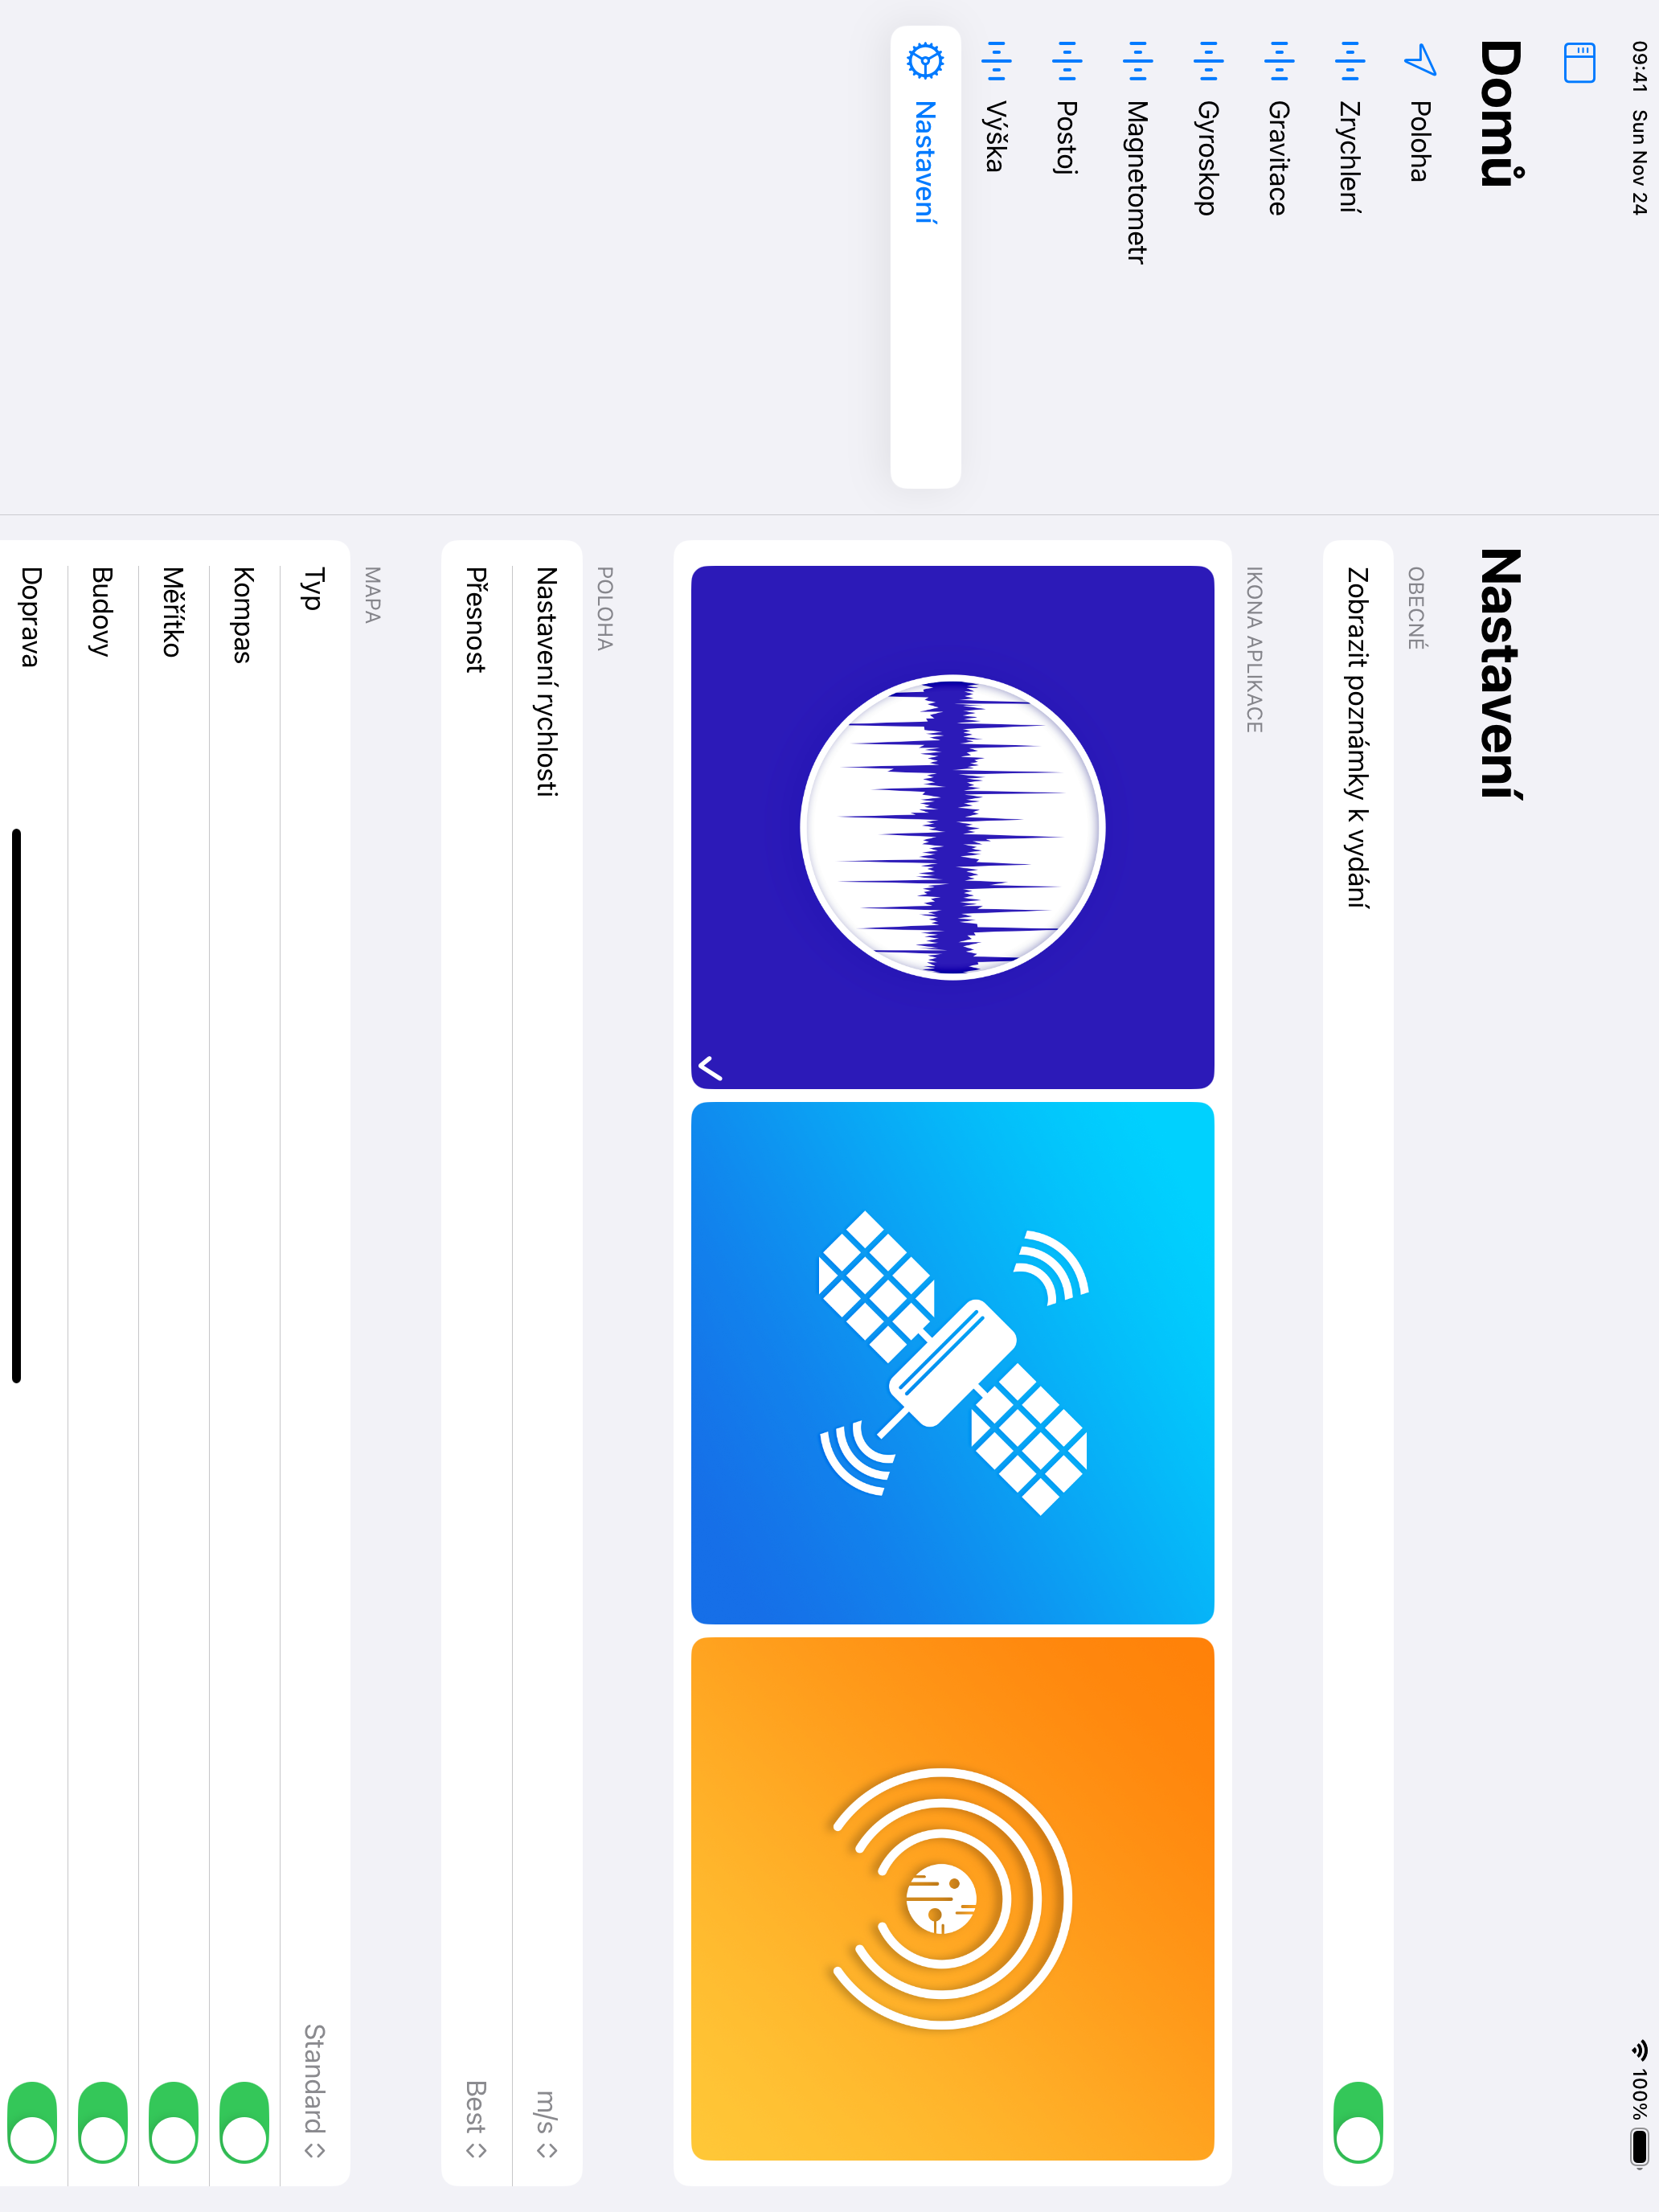 09:41 Sun Nov 24
100%
Domů
Poloha
Zrychlení
Gravitace
Gyroskop
Magnetometr
Postoj
Výška
Nastavení
Nastavení
OBECNÉ
Zobrazit poznámky k vydání
IKONA APLIKACE
POLOHA
Nastavení rychlosti m/s
Přesnost Best
MAPA
Typ Standard
Kompas
Měřítko
Budovy
Doprava